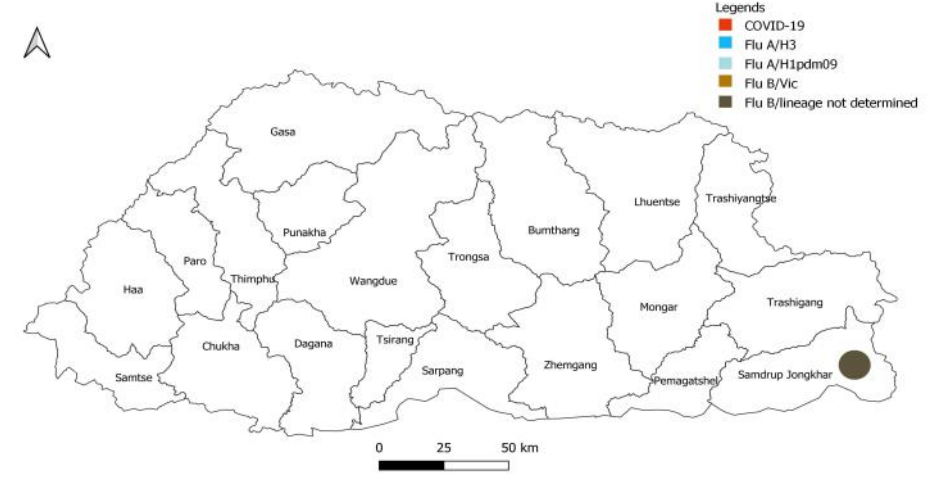 Legends
COVID-19
Flu A/H3
Flu A/H1pdm09
Flu B/Vic
Flu B/lineage not determined
Gasa
Punakha
Paro
Thimphu
Haa
Wangdue
Trongsa
Bumthang
Lhuentse
Trashiyangtse
Trashigang
Mongar
Chukha
Dagana
Tsirang
Sarpang
Zhemgang
Samtse
Pemagatshel
Samdrup Jongkhar
0 25 50 km